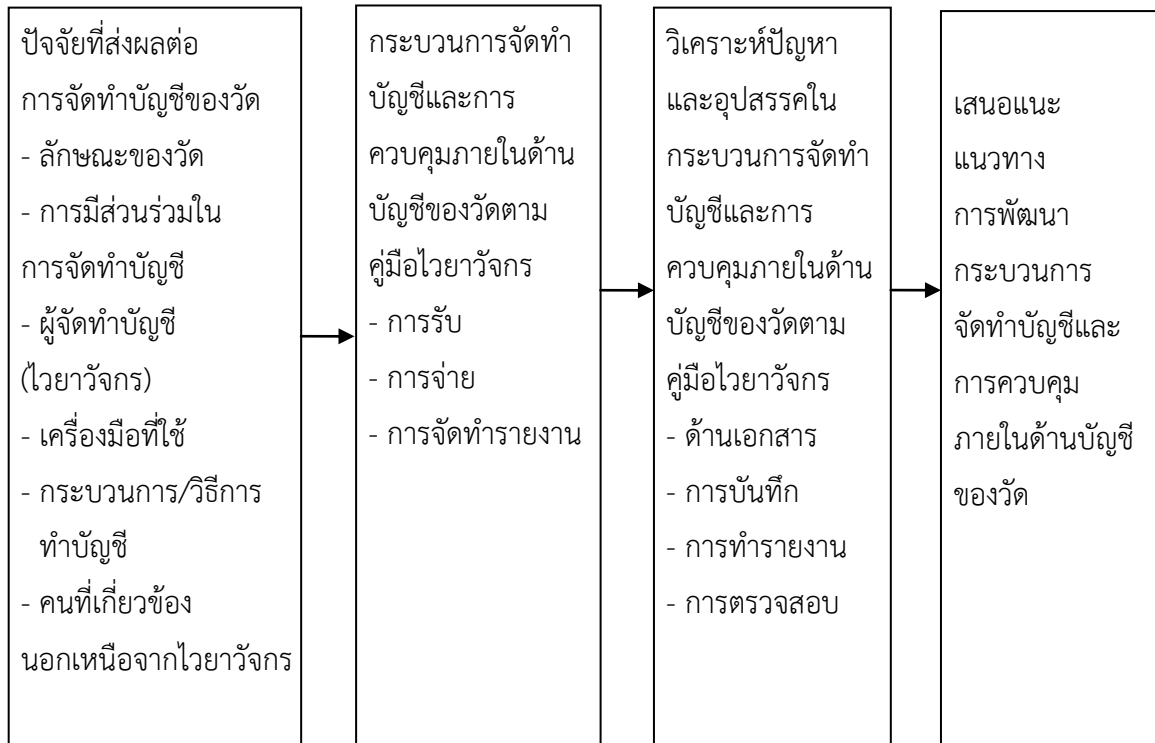 ปัจจัยที่ส่งผลต่อ
การจัดทำบัญชีของวัด
- ลักษณะของวัด
- การมีส่วนร่วมใน
การจัดทำบัญชี
- ผู้จัดทำบัญชี
(ไวยาวัจกร)
- เครื่องมือที่ใช้
- กระบวนการ/วิธีการ
ทำบัญชี
- คนที่เกี่ยวข้อง
นอกเหนือจากไวยาวัจกร
กระบวนการจัดทำ
บัญชีและการ
ควบคุมภายในด้าน
บัญชีของวัดตาม
คู่มือไวยาวัจกร
- การรับ
- การจ่าย
- การจัดทำรายงาน
วิเคราะห์ปัญหา
และอุปสรรคใน
กระบวนการจัดทำ
บัญชีและการ
ควบคุมภายในด้าน
บัญชีของวัดตาม
คู่มือไวยาวัจกร
- ด้านเอกสาร
- การบันทึก
- การทำรายงาน
- การตรวจสอบ
เสนอแนะ
แนวทาง
การพัฒนา
กระบวนการ
จัดทำบัญชีและ
การควบคุม
ภายในด้านบัญชี
ของวัด